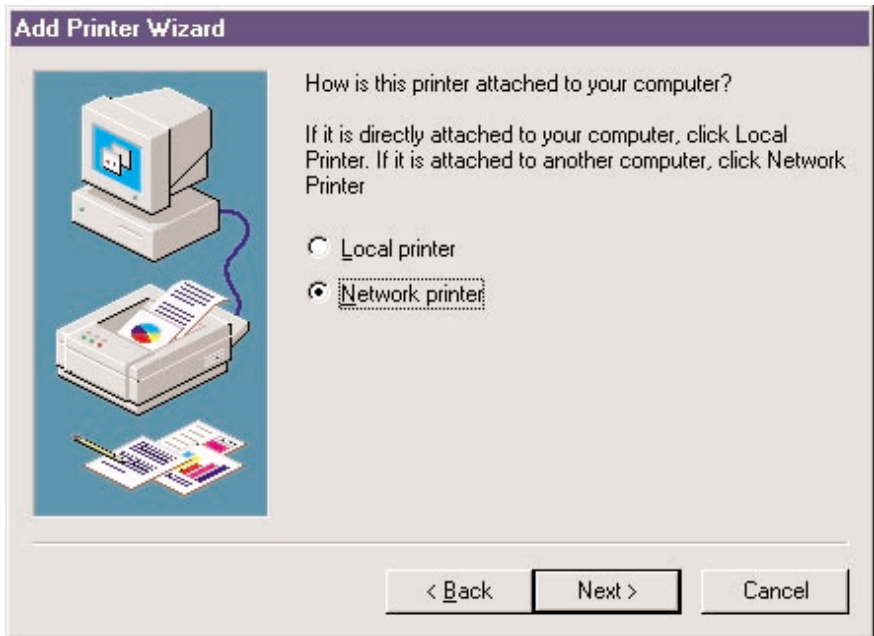 Add Printer Wizard
How is this printer attached to your computer?
If it is directly attached to your computer, click Local
Printer. If it is attached to another computer, click Network
Printer
Local printer
Network printer
< Back
Next >
Cancel